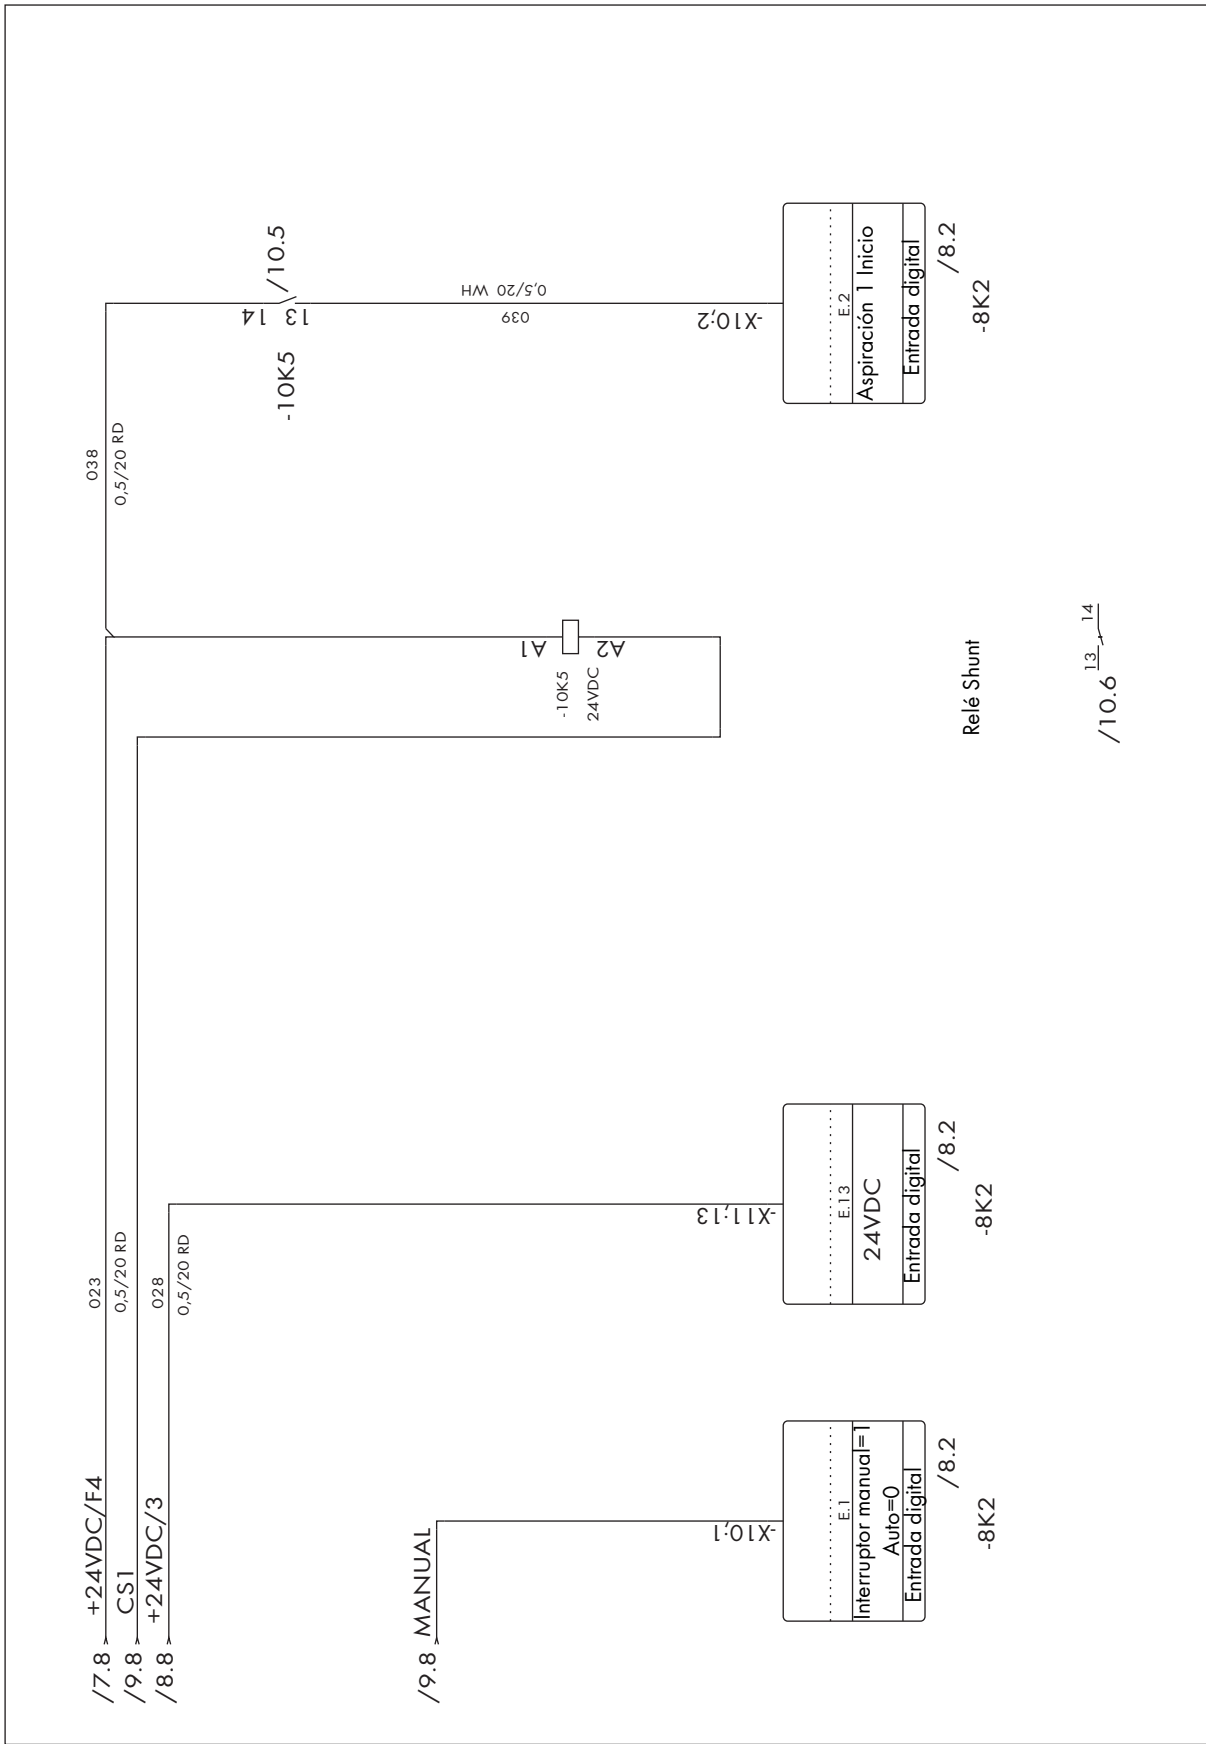 /7.8 +24VDC/F4
023
0,5/20 RD
038
0,5/20 RD
/9.8 CS1
/8.8 +24VDC/3
028
0,5/20 RD
14
13
/10.5
-10K5
/9.8 MANUAL
039
0,5/20 WH
A1
A2
-10K5
24VDC
-X10;1
-X11;13
-X10;2
E.1
Interruptor manual=1
Auto=0
Entrada digital
/8.2
-8K2
E.13
24VDC
Entrada digital
/8.2
-8K2
E.2
Aspiración 1 Inicio
Entrada digital
/8.2
-8K2
Relé Shunt
/10.6 13 14